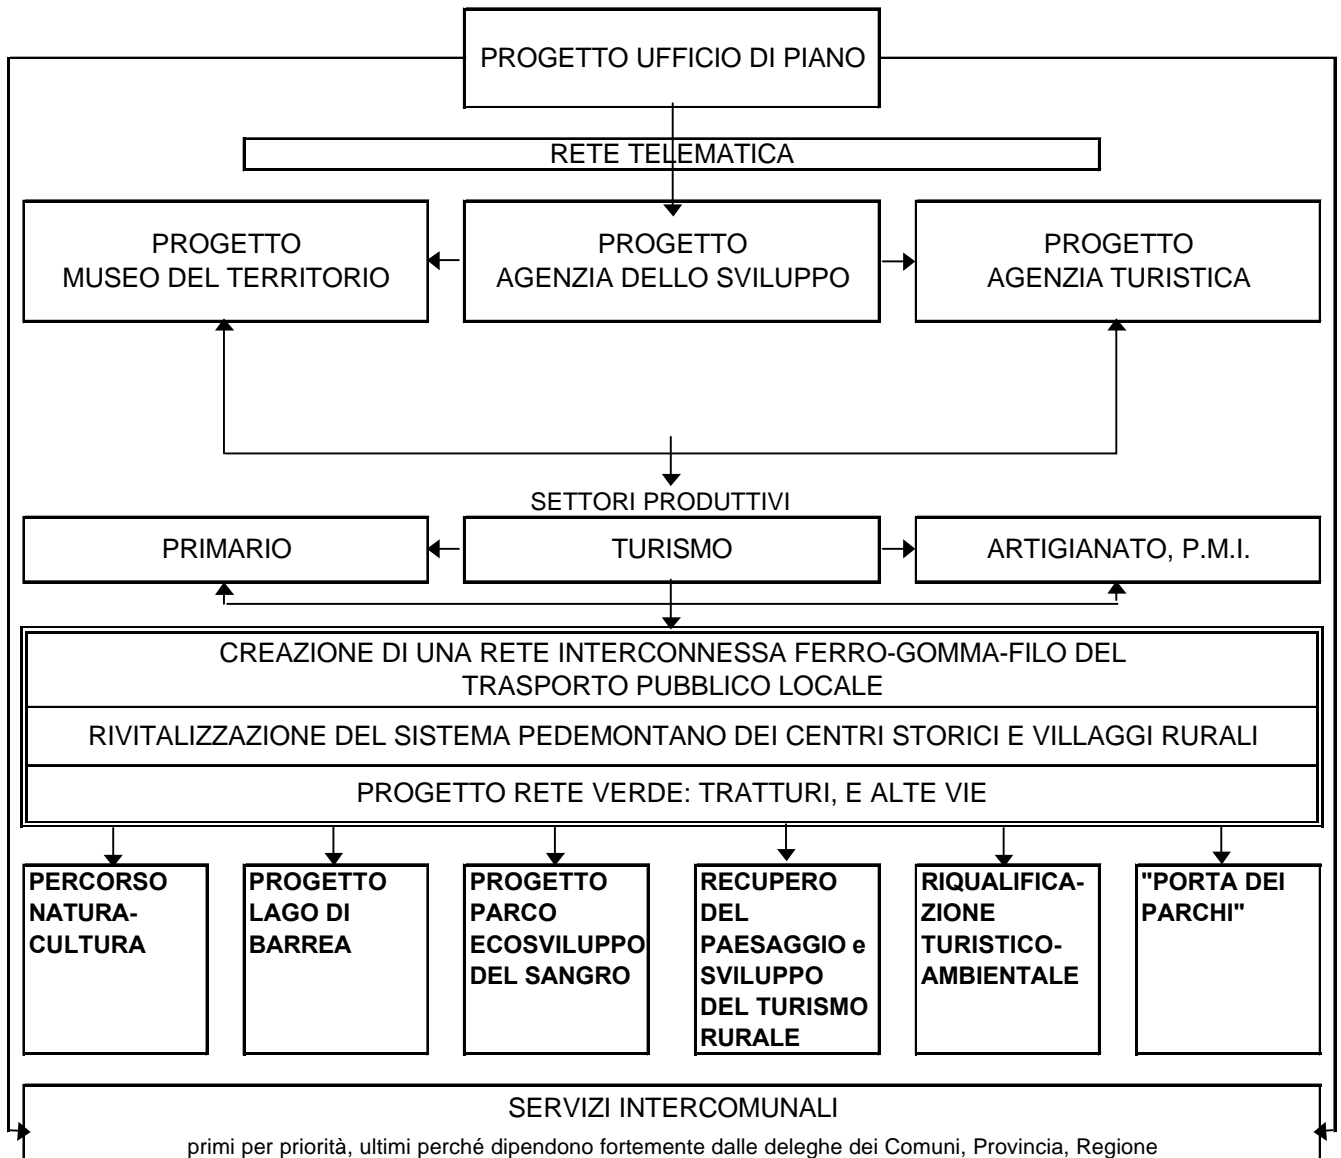 PROGETTO UFFICIO DI PIANO
RETE TELEMATICA
PROGETTO
MUSEO DEL TERRITORIO
PROGETTO
AGENZIA DELLO SVILUPPO
PROGETTO
AGENZIA TURISTICA
SETTORI PRODUTTIVI
PRIMARIO
TURISMO
ARTIGIANATO, P.M.I.
CREAZIONE DI UNA RETE INTERCONNESSA FERRO-GOMMA-FILO DEL
TRASPORTO PUBBLICO LOCALE
RIVITALIZZAZIONE DEL SISTEMA PEDEMONTANO DEI CENTRI STORICI E VILLAGGI RURALI
PROGETTO RETE VERDE: TRATTURI, E ALTE VIE
PERCORSO
NATURA-
CULTURA
PROGETTO
LAGO DI
BARREA
PROGETTO
PARCO
ECOSVILUPPO
DEL SANGRO
RECUPERO
DEL
PAESAGGIO e
SVILUPPO
DEL TURISMO
RURALE
RIQUALIFICA-
ZIONE
TURISTICO-
AMBIENTALE
"PORTA DEI
PARCHI"
SERVIZI INTERCOMUNALI
primi per priorità, ultimi perché dipendono fortemente dalle deleghe dei Comuni, Provincia, Regione